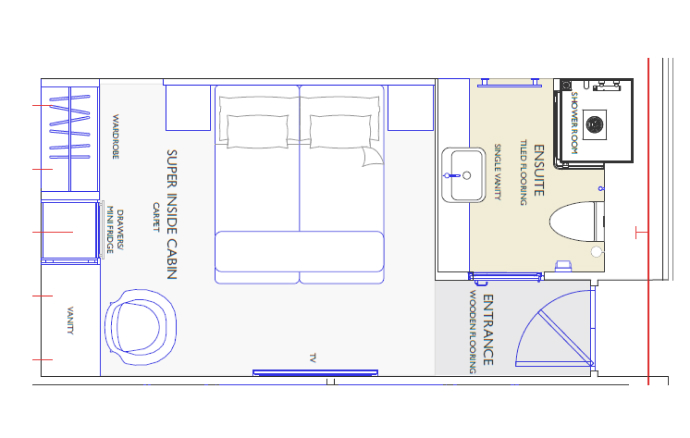 WARDROBE
DRAWERS/
MINI FRIDGE
VANITY
SUPER INSIDE CABIN
CARPET
TV
SHOWER ROOM
ENSUITE
TILED FLOORING
SINGLE VANITY
ENTRANCE
WOODEN FLOORING